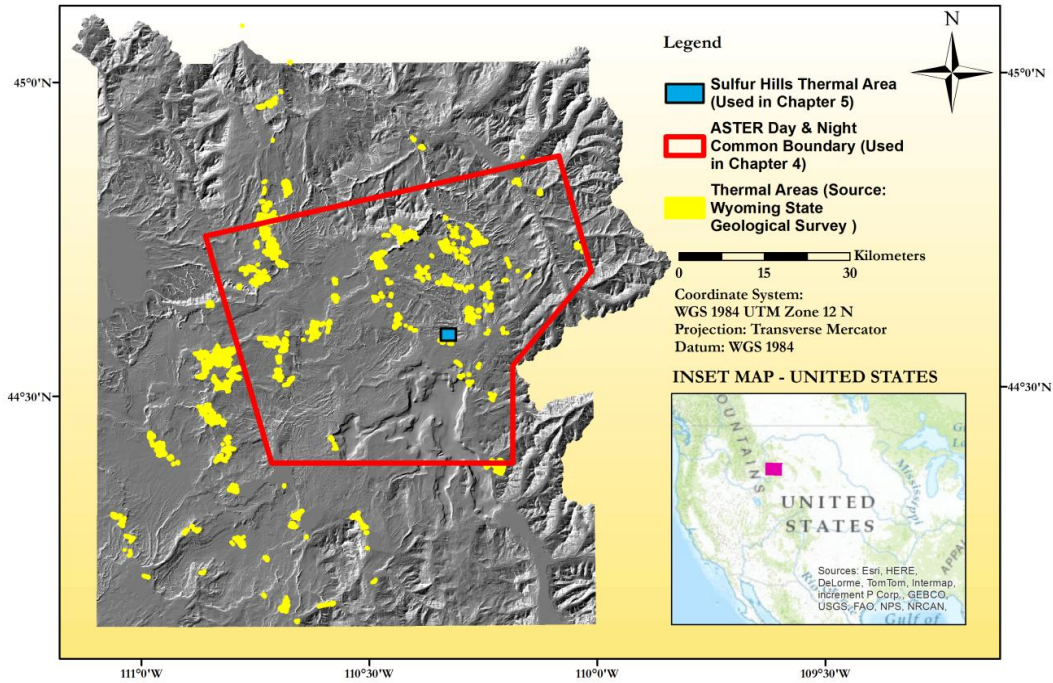 N
Legend
Sulfur Hills Thermal Area
(Used in Chapter 5)
ASTER Day & Night
Common Boundary (Used
in Chapter 4)
Thermal Areas (Source:
Wyoming State
Geological Survey )
Kilometers
0 15 30
Coordinate System:
WGS 1984 UTM Zone 12 N
Projection: Transverse Mercator
Datum: WGS 1984
INSET MAP - UNITED STATES
OUNTAINS
UNITED
STATES
Mississippi
APPAL
Gulf of
Sources: Esri, HERE,
DeLorme, TomTom, Intermap,
increment P Corp., GEBCO,
USGS, FAO, NPS, NRCAN,
45°0'N
45°0'N
44°30'N
44°30'N
111°0'W
110°30'W
110°0'W
109°30'W